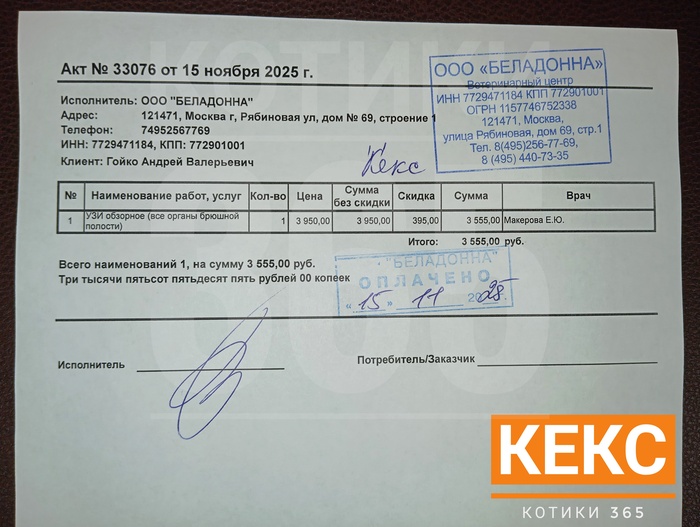 КОТИКИ
365
Акт № 33076 от 15 ноября 2025 г.
ООО «БЕЛАДОННА»
Ветеринарный центр
ИНН 7729471184 КПП 772901001
ОГРН 1157746752338
121471, Москва,
улица Рябиновая, дом 69, стр.1
Тел. 8(495)256-77-69,
8 (495) 440-73-35
Исполнитель: ООО "БЕЛАДОННА"
Адрес: 121471, Москва г, Рябиновая ул, дом № 69, строение 1
Телефон: 74952567769
ИНН: 7729471184, КПП: 772901001
Клиент: Гойко Андрей Валерьевич
Кекс
№ Наименование работ, услуг Кол-во Цена Сумма без скидки Скидка Сумма Врач
1 УЗИ обзорное (все органы брюшной полости) 1 3 950,00 3 950,00 395,00 3 555,00 Макерова Е.Ю.
Итого: 3 555,00 руб.
Всего наименований 1, на сумму 3 555,00 руб.
Три тысячи пятьсот пятьдесят пять рублей 00 копеек
"БЕЛАДОННА"
ОПЛАЧЕНО
«15» 11 2025
Исполнитель
Потребитель/Заказчик
КЕКС
КОТИКИ 365